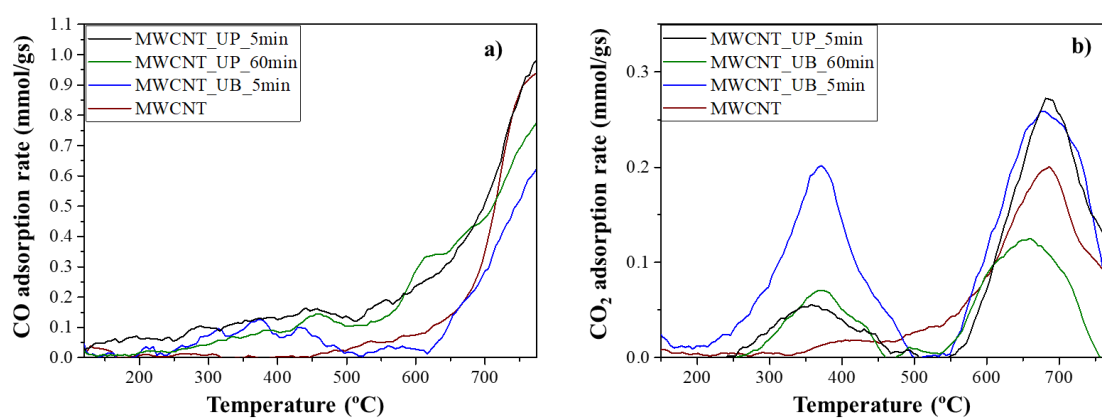 CO adsorption rate (mmol/gs)
1.1
1.0
0.9
0.8
0.7
0.6
0.5
0.4
0.3
0.2
0.1
0.0
MWCNT_UP_5min
MWCNT_UP_60min
MWCNT_UB_5min
MWCNT
a)
200 300 400 500 600 700
Temperature (ºC)
CO₂ adsorption rate (mmol/gs)
0.3
0.2
0.1
0.0
MWCNT_UP_5min
MWCNT_UB_60min
MWCNT_UB_5min
MWCNT
b)
200 300 400 500 600 700
Temperature (ºC)